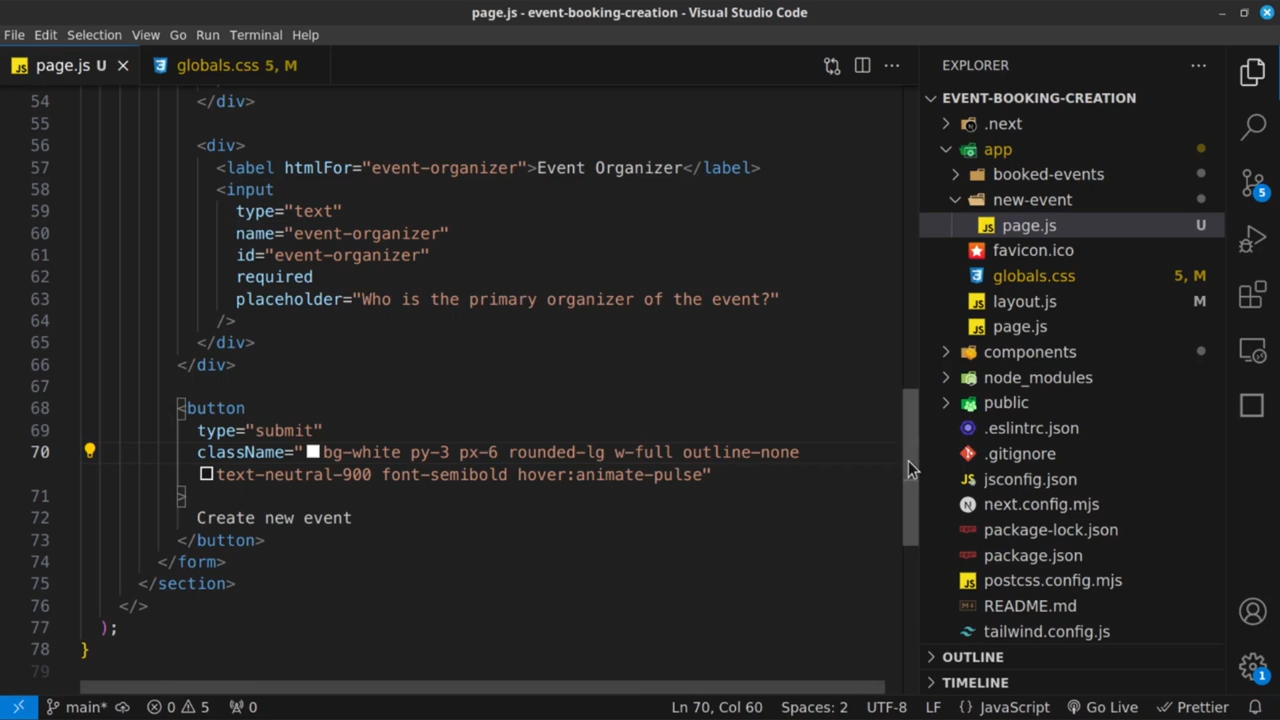 page.js - event-booking-creation - Visual Studio Code
File Edit Selection View Go Run Terminal Help
page.js U
globals.css 5, M
54 </div>
55
56 <div>
57 <label htmlFor="event-organizer">Event Organizer</label>
58 <input
59 type="text"
60 name="event-organizer"
61 id="event-organizer"
62 required
63 placeholder="Who is the primary organizer of the event?"
64 />
65 </div>
66 </div>
67
68 <button
69 type="submit"
70 className="bg-white py-3 px-6 rounded-lg w-full outline-none
text-neutral-900 font-semibold hover:animate-pulse"
71 >
72 Create new event
73 </button>
74 </form>
75 </section>
76 </>
77 );
78 }
79
EXPLORER
EVENT-BOOKING-CREATION
.next
app
booked-events
new-event
page.js U
favicon.ico
globals.css 5, M
layout.js M
page.js
components
node_modules
public
.eslintrc.json
.gitignore
jsconfig.json
next.config.mjs
package-lock.json
package.json
postcss.config.mjs
README.md
tailwind.config.js
OUTLINE
TIMELINE
5
1
main* 0 5 0 Ln 70, Col 60 Spaces: 2 UTF-8 LF {} JavaScript Go Live Prettier